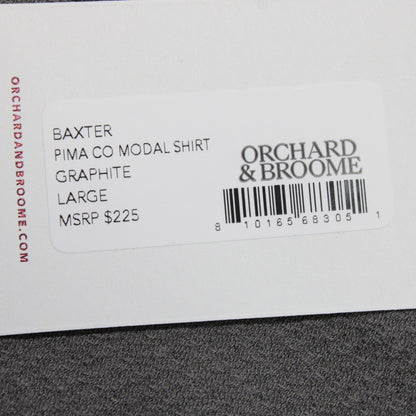 ORCHARDANDBROOME.COM
BAXTER
PIMA CO MODAL SHIRT
GRAPHITE
LARGE
MSRP $225
ORCHARD
& BROOME
8 10165 68305 1